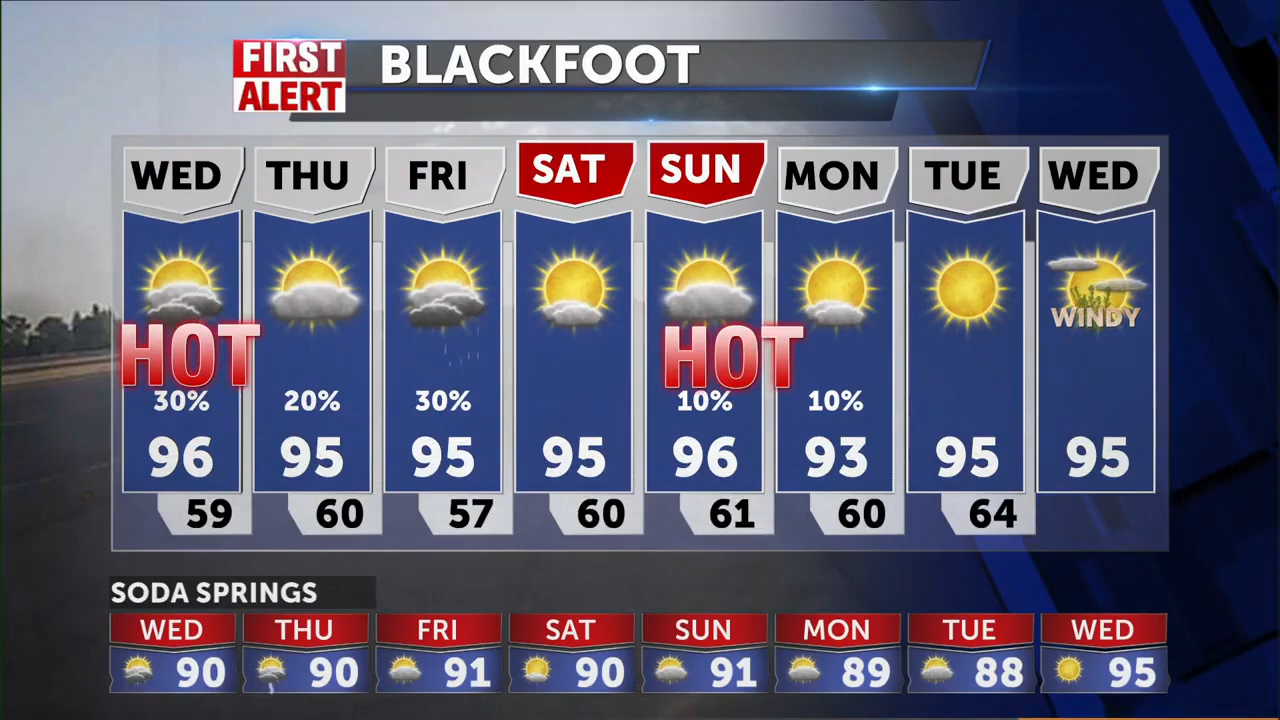 FIRST
ALERT
BLACKFOOT
WED THU FRI SAT SUN MON TUE WED
WINDY
HOT HOT
30% 20% 30% 10% 10%
96 95 95 95 96 93 95 95
59 60 57 60 61 60 64
SODA SPRINGS
WED THU FRI SAT SUN MON TUE WED
90 90 91 90 91 89 88 95